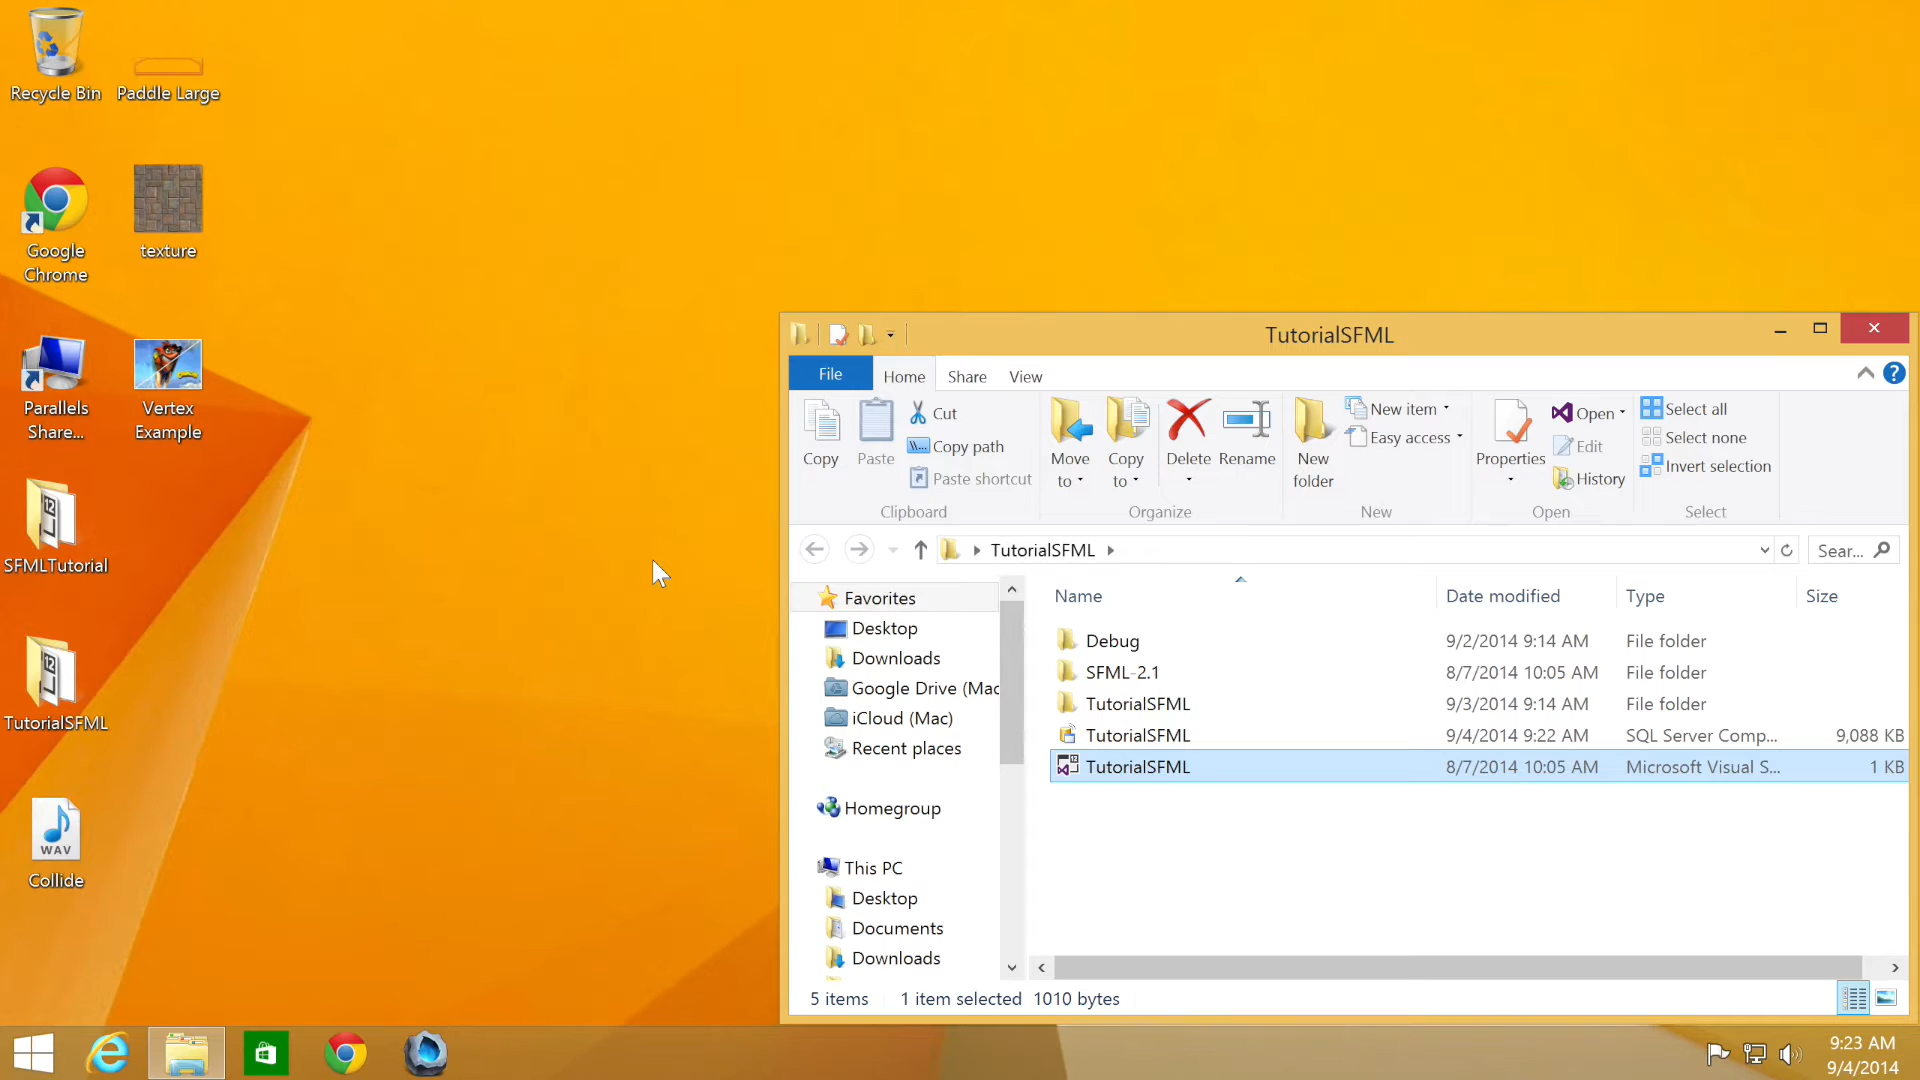 Recycle Bin
Paddle Large
Google
Chrome
texture
Parallels
Share...
Vertex
Example
12
SFMLTutorial
12
TutorialSFML
WAV
Collide
TutorialSFML
File
Home
Share
View
?
Copy
Paste
Cut
Copy path
Paste shortcut
Clipboard
Move
to
Copy
to
Delete
Rename
Organize
New
folder
New item
Easy access
New
Properties
Open
Edit
History
Open
Select all
Select none
Invert selection
Select
TutorialSFML
Sear...
Favorites
Desktop
Downloads
Google Drive (Mac
iCloud (Mac)
Recent places
Homegroup
This PC
Desktop
Documents
Downloads
Name Date modified Type Size
Debug 9/2/2014 9:14 AM File folder
SFML-2.1 8/7/2014 10:05 AM File folder
TutorialSFML 9/3/2014 9:14 AM File folder
TutorialSFML 9/4/2014 9:22 AM SQL Server Comp... 9,088 KB
TutorialSFML 8/7/2014 10:05 AM Microsoft Visual S... 1 KB
5 items 1 item selected 1010 bytes
9:23 AM
9/4/2014